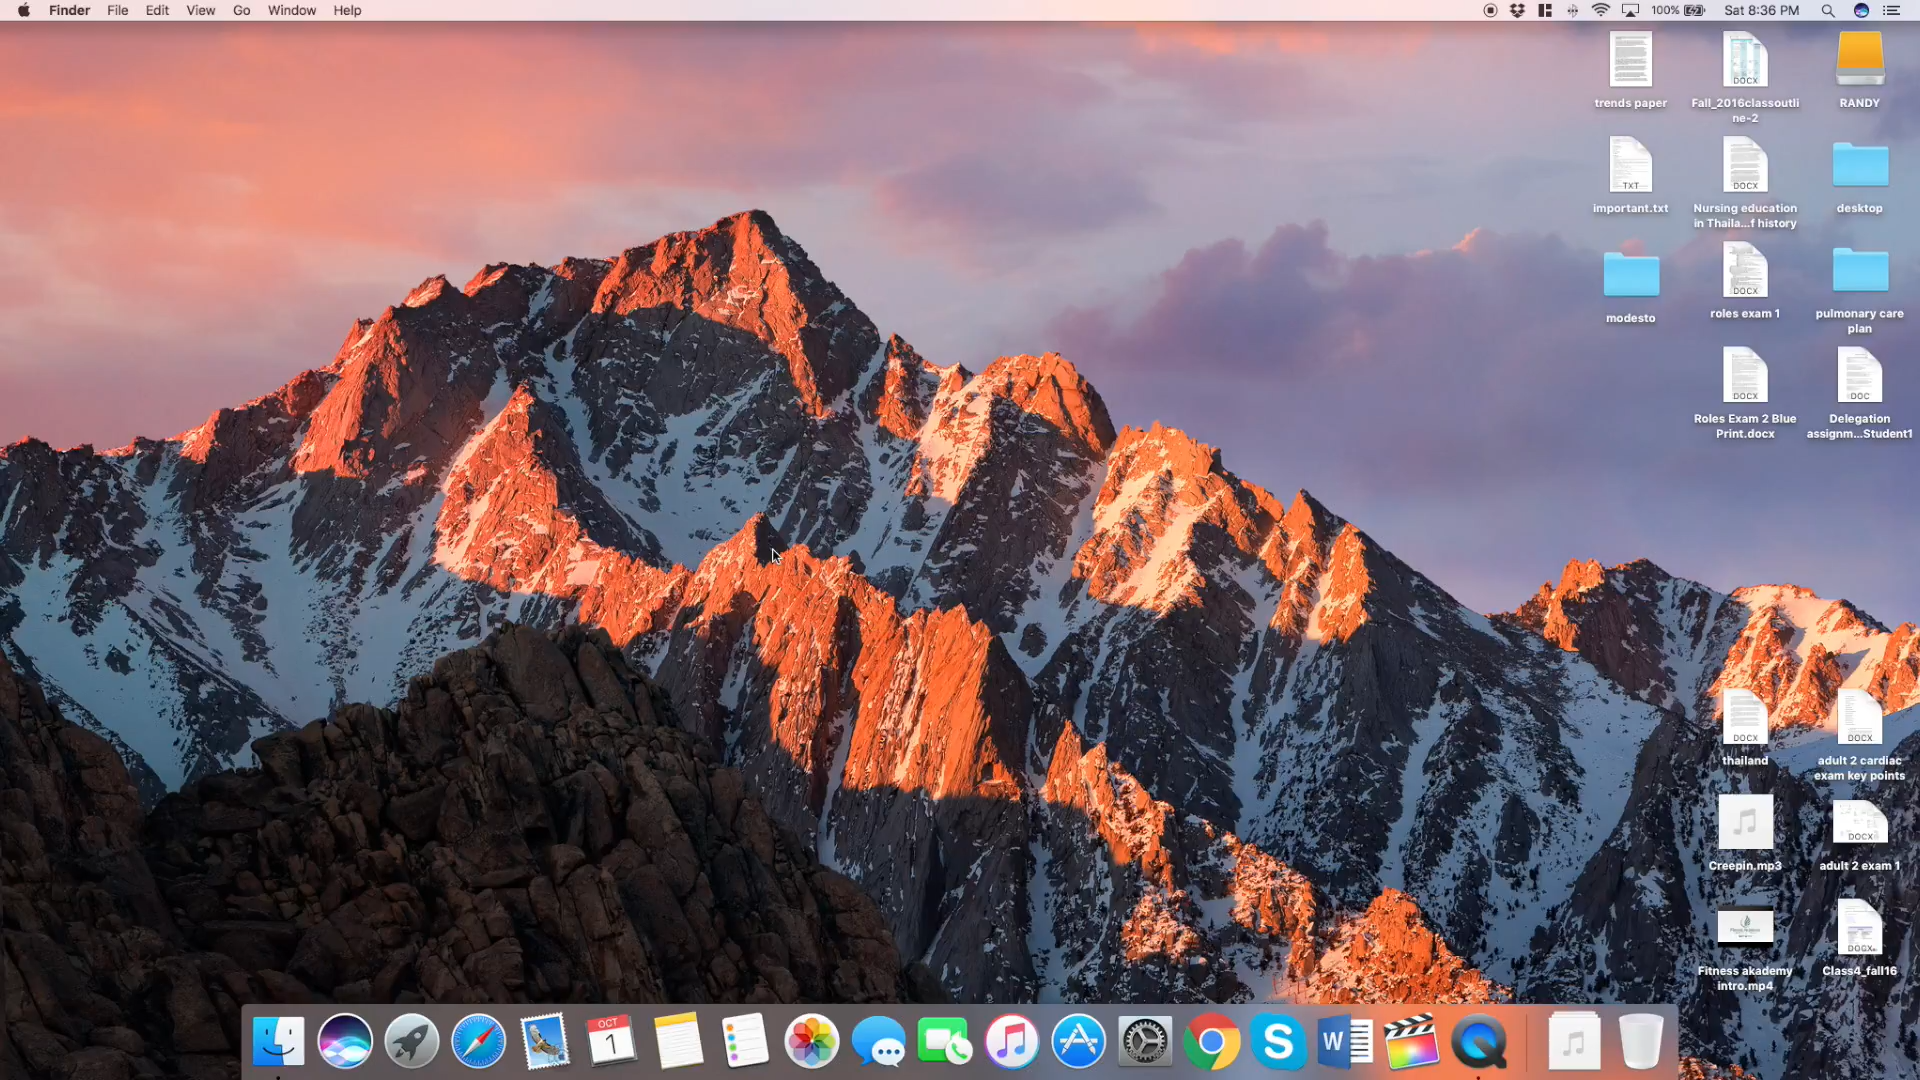 Finder File Edit View Go Window Help
100% Sat 8:36 PM
trends paper
DOCX
Fall_2016classoutli
ne-2
RANDY
TXT
important.txt
DOCX
Nursing education
in Thaila...f history
desktop
modesto
DOCX
roles exam 1
pulmonary care
plan
DOCX
Roles Exam 2 Blue
Print.docx
DOC
Delegation
assignm...Student1
DOCX
thailand
DOCX
adult 2 cardiac
exam key points
Creepin.mp3
DOCX
adult 2 exam 1
Fitness akademy
intro.mp4
DOCX
Class4_fall16
OCT
1
S
W